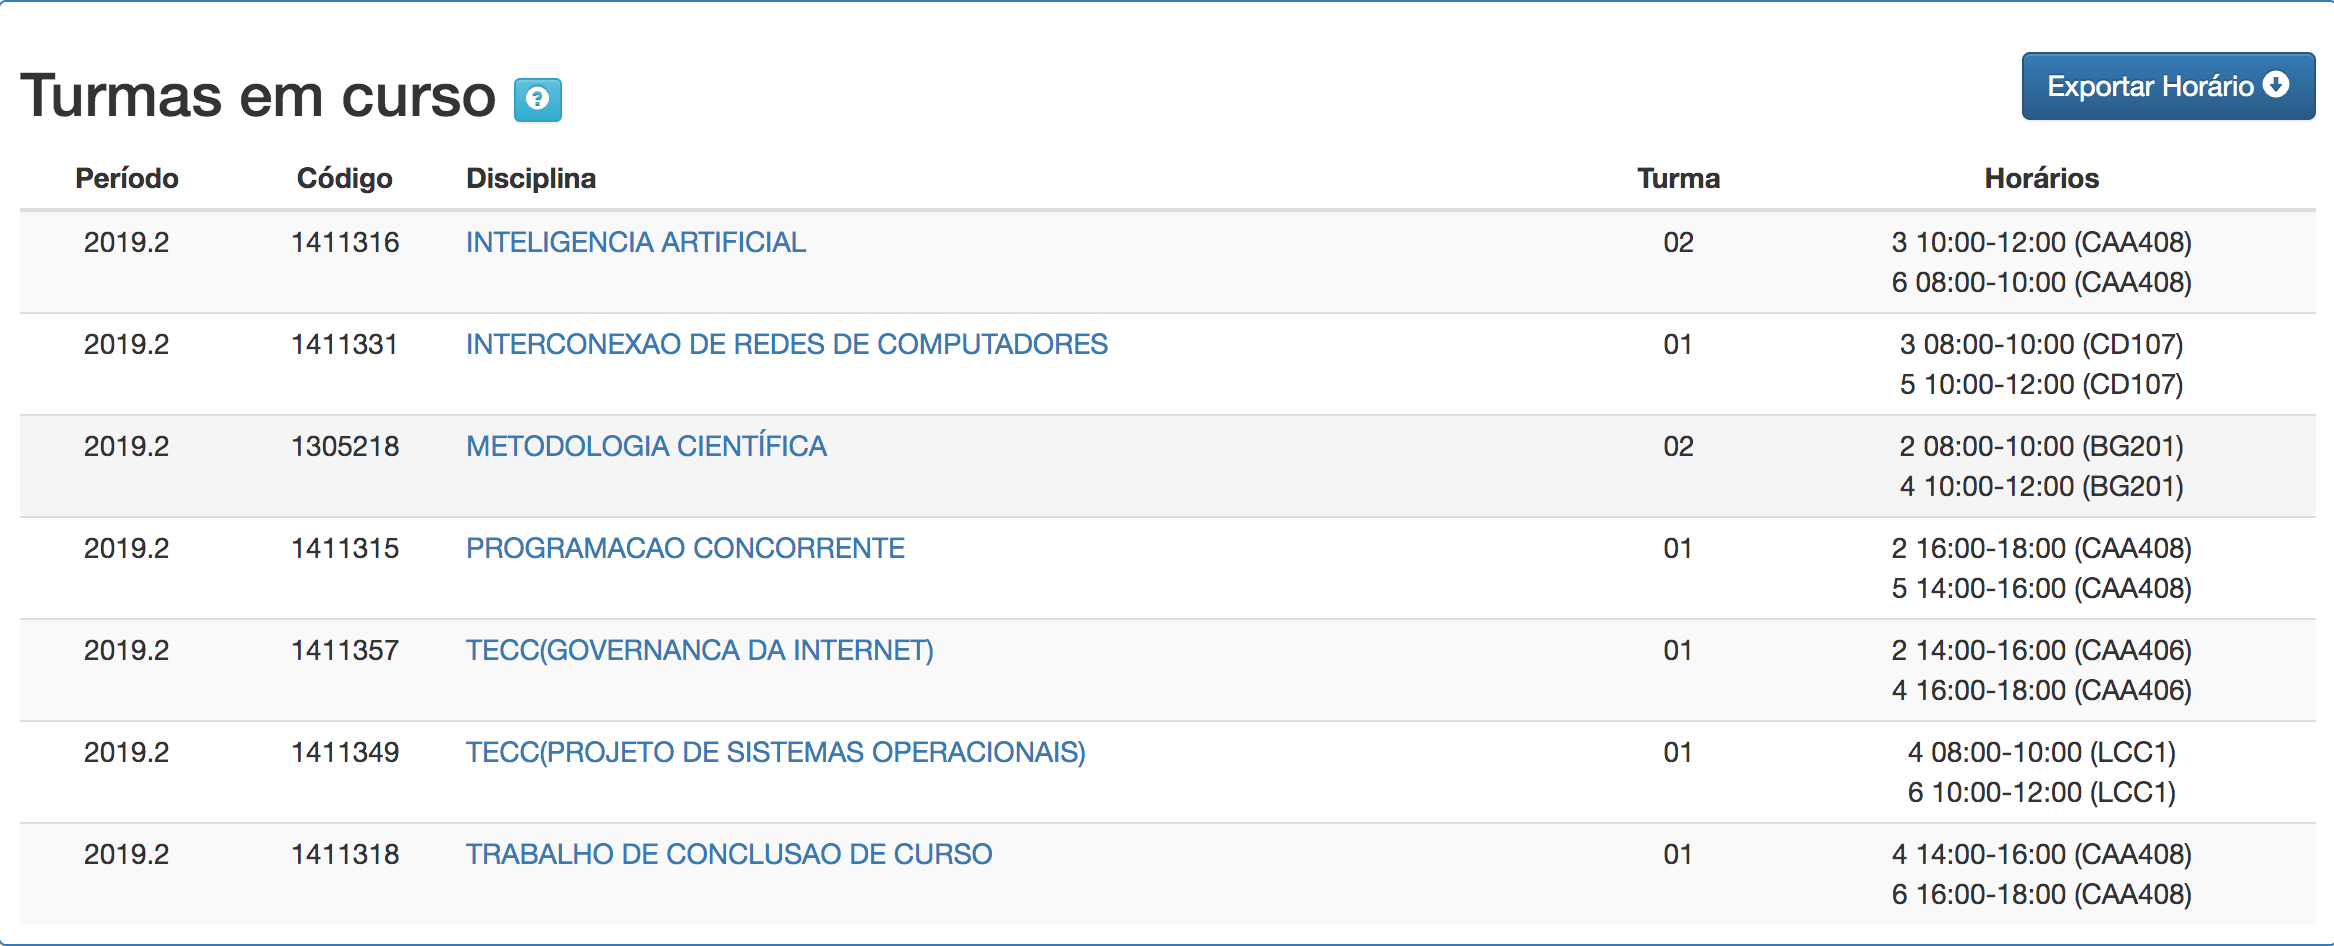 Turmas em curso ?
Exportar Horário
Período Código Disciplina Turma Horários
2019.2 1411316 INTELIGENCIA ARTIFICIAL 02 3 10:00-12:00 (CAA408)
6 08:00-10:00 (CAA408)
2019.2 1411331 INTERCONEXAO DE REDES DE COMPUTADORES 01 3 08:00-10:00 (CD107)
5 10:00-12:00 (CD107)
2019.2 1305218 METODOLOGIA CIENTÍFICA 02 2 08:00-10:00 (BG201)
4 10:00-12:00 (BG201)
2019.2 1411315 PROGRAMACAO CONCORRENTE 01 2 16:00-18:00 (CAA408)
5 14:00-16:00 (CAA408)
2019.2 1411357 TECC(GOVERNANCA DA INTERNET) 01 2 14:00-16:00 (CAA406)
4 16:00-18:00 (CAA406)
2019.2 1411349 TECC(PROJETO DE SISTEMAS OPERACIONAIS) 01 4 08:00-10:00 (LCC1)
6 10:00-12:00 (LCC1)
2019.2 1411318 TRABALHO DE CONCLUSAO DE CURSO 01 4 14:00-16:00 (CAA408)
6 16:00-18:00 (CAA408)